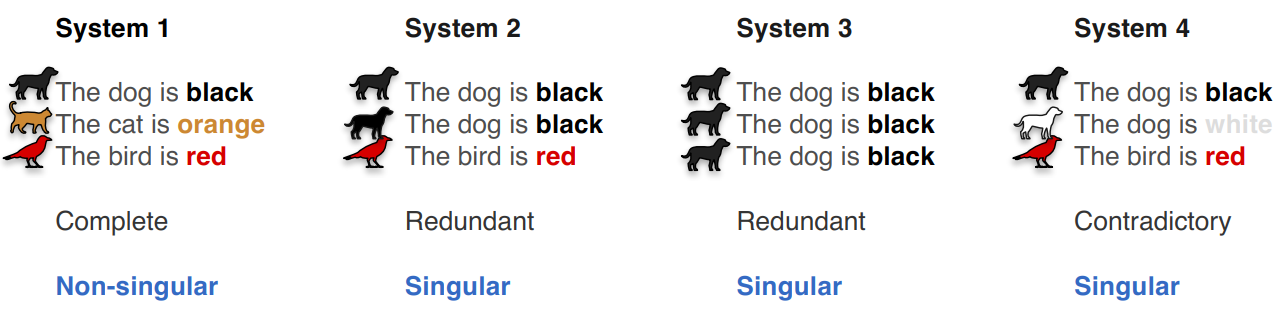 System 1
The dog is black
The cat is orange
The bird is red
Complete
Non-singular
System 2
The dog is black
The dog is black
The bird is red
Redundant
Singular
System 3
The dog is black
The dog is black
The dog is black
Redundant
Singular
System 4
The dog is black
The dog is white
The bird is red
Contradictory
Singular